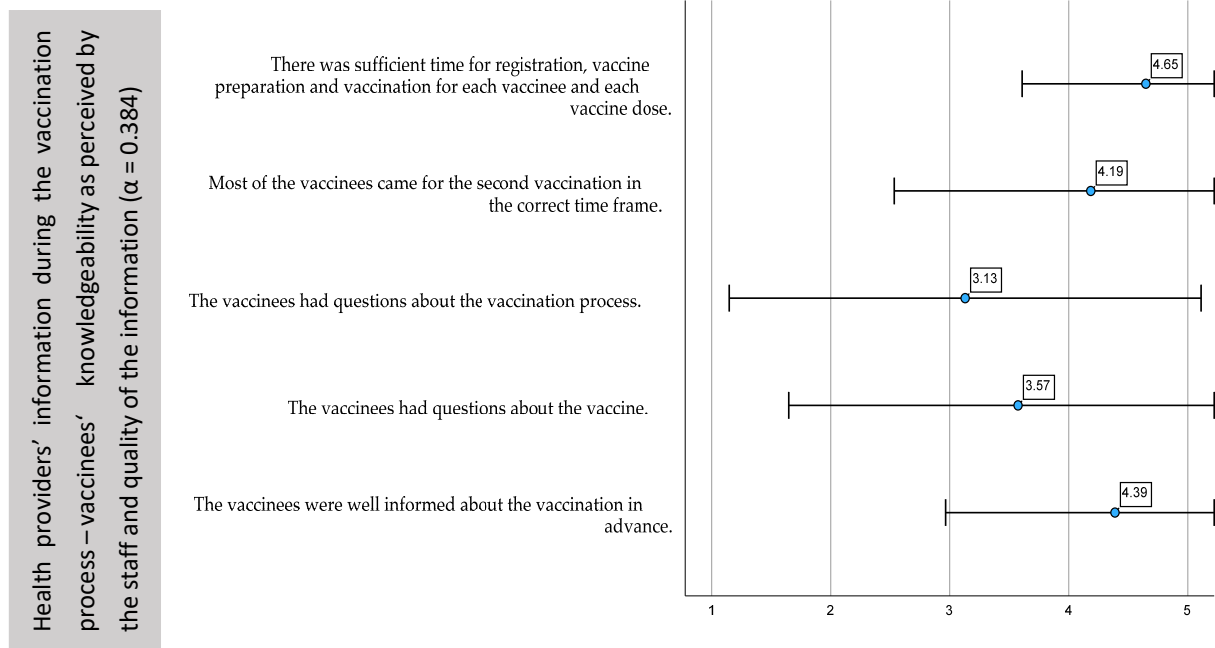 Health providers’ information during the vaccination
process – vaccinees‘ knowledgeability as perceived by
the staff and quality of the information (α = 0.384)
There was sufficient time for registration, vaccine
preparation and vaccination for each vaccinee and each
vaccine dose.
4.65
Most of the vaccinees came for the second vaccination in
the correct time frame.
4.19
The vaccinees had questions about the vaccination process.
3.13
The vaccinees had questions about the vaccine.
3.57
The vaccinees were well informed about the vaccination in
advance.
4.39
1 2 3 4 5